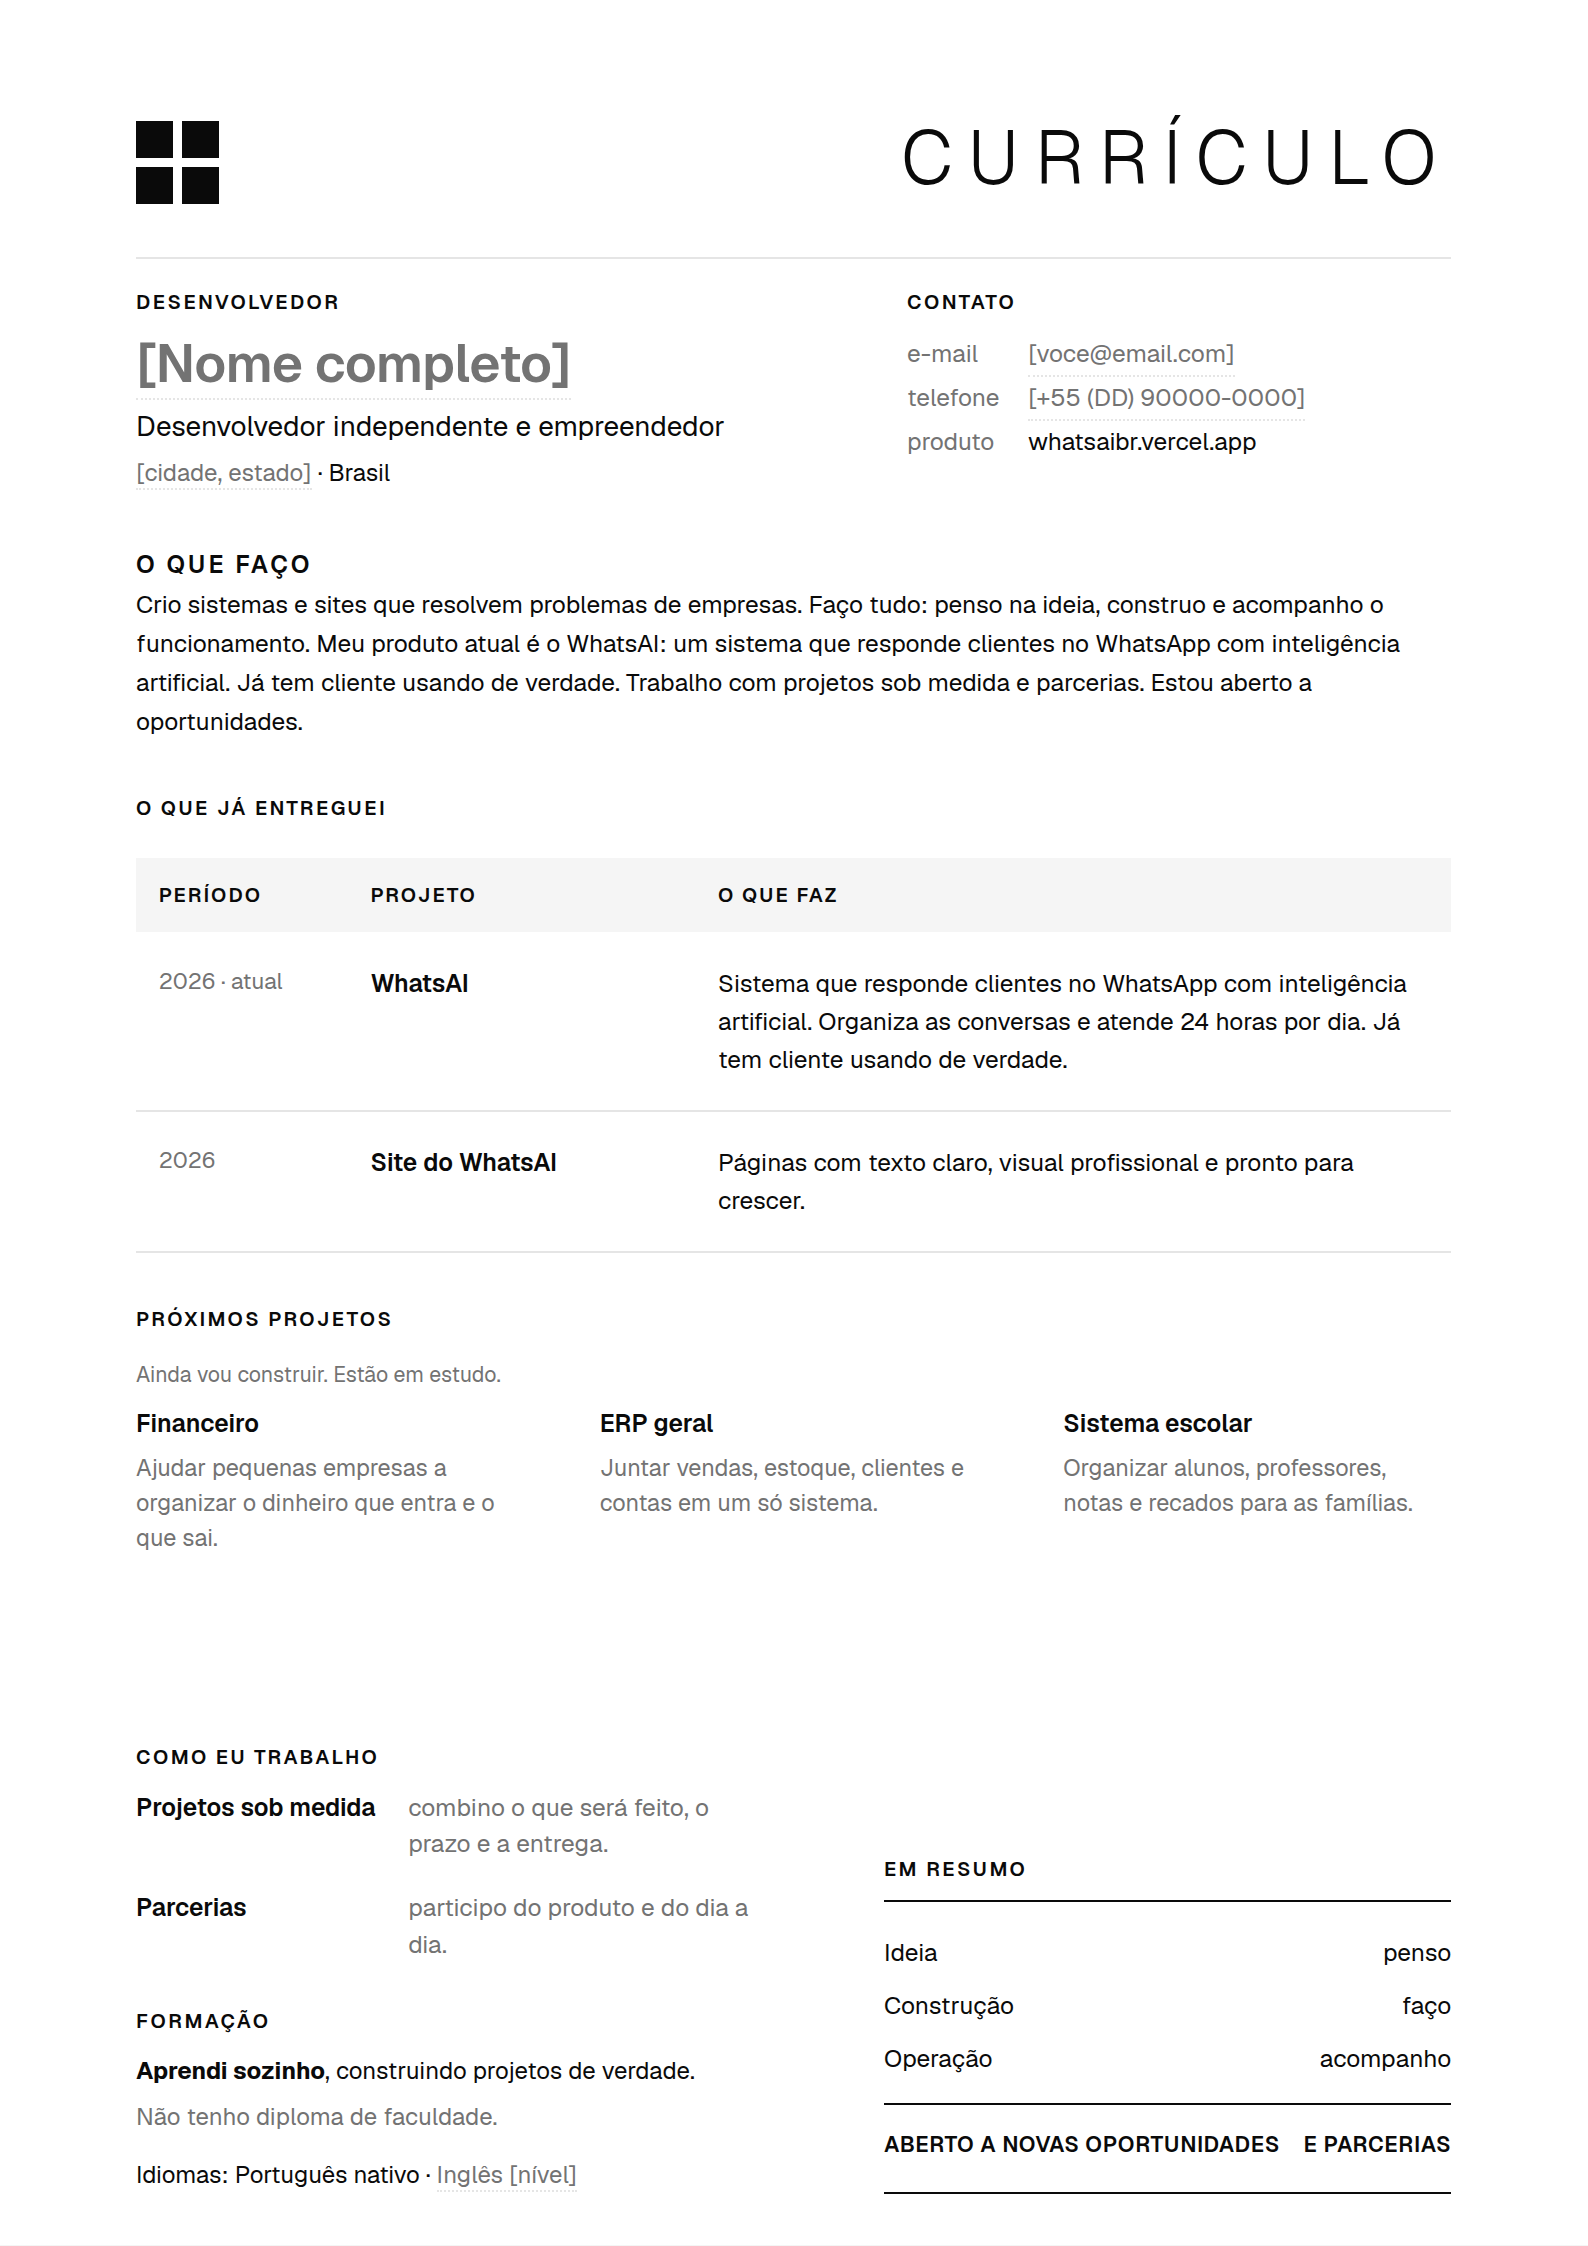 CURRÍCULO
DESENVOLVEDOR
[Nome completo]
Desenvolvedor independente e empreendedor
[cidade, estado] · Brasil
CONTATO
e-mail [voce@email.com]
telefone [+55 (DD) 90000-0000]
produto whatsaibr.vercel.app
O QUE FAÇO
Crio sistemas e sites que resolvem problemas de empresas. Faço tudo: penso na ideia, construo e acompanho o
funcionamento. Meu produto atual é o WhatsAI: um sistema que responde clientes no WhatsApp com inteligência
artificial. Já tem cliente usando de verdade. Trabalho com projetos sob medida e parcerias. Estou aberto a
oportunidades.
O QUE JÁ ENTREGUEI
PERÍODO PROJETO O QUE FAZ
2026 · atual WhatsAI Sistema que responde clientes no WhatsApp com inteligência
artificial. Organiza as conversas e atende 24 horas por dia. Já
tem cliente usando de verdade.
2026 Site do WhatsAI Páginas com texto claro, visual profissional e pronto para
crescer.
PRÓXIMOS PROJETOS
Ainda vou construir. Estão em estudo.
Financeiro
Ajudar pequenas empresas a
organizar o dinheiro que entra e o
que sai.
ERP geral
Juntar vendas, estoque, clientes e
contas em um só sistema.
Sistema escolar
Organizar alunos, professores,
notas e recados para as famílias.
COMO EU TRABALHO
Projetos sob medida combino o que será feito, o
prazo e a entrega.
Parcerias participo do produto e do dia a
dia.
FORMAÇÃO
Aprendi sozinho, construindo projetos de verdade.
Não tenho diploma de faculdade.
Idiomas: Português nativo · Inglês [nível]
EM RESUMO
Ideia penso
Construção faço
Operação acompanho
ABERTO A NOVAS OPORTUNIDADES E PARCERIAS